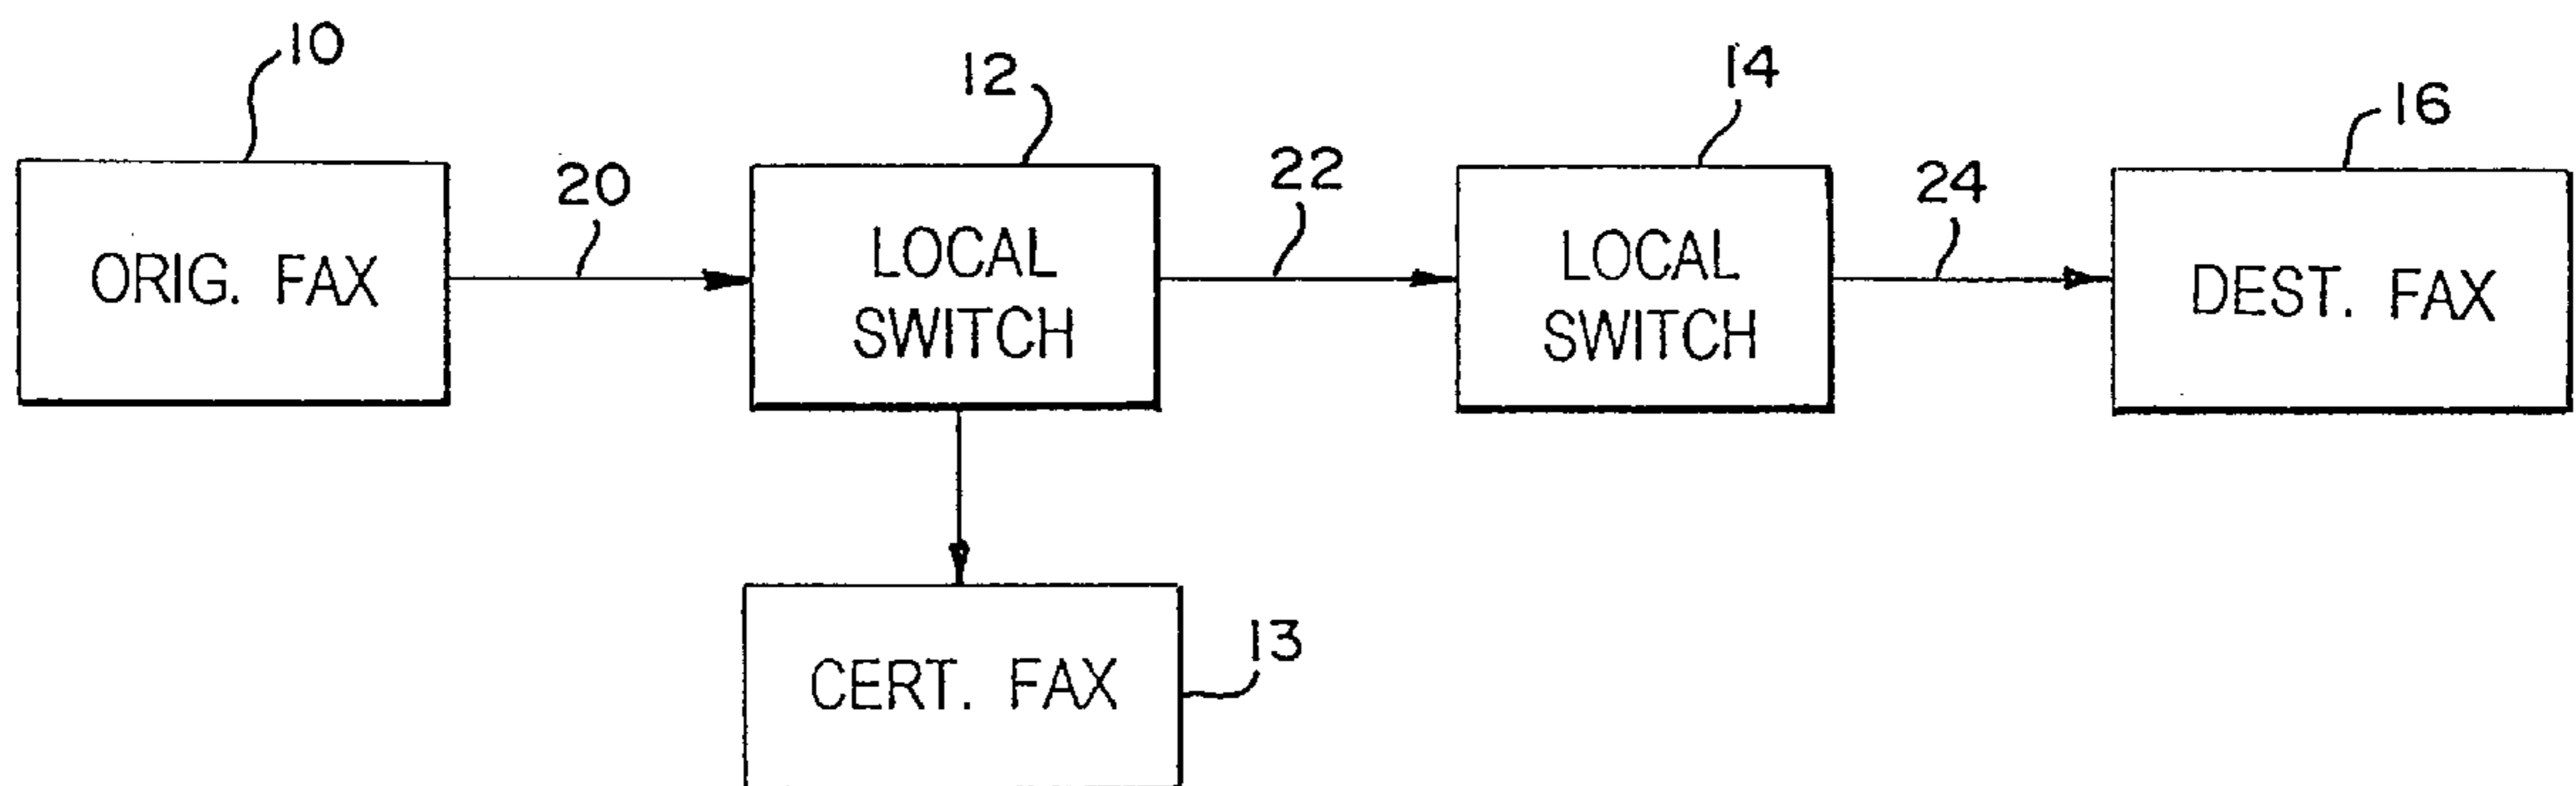 10
12
14
16
20
22
24
ORIG. FAX
LOCAL
SWITCH
LOCAL
SWITCH
DEST. FAX
CERT. FAX
13